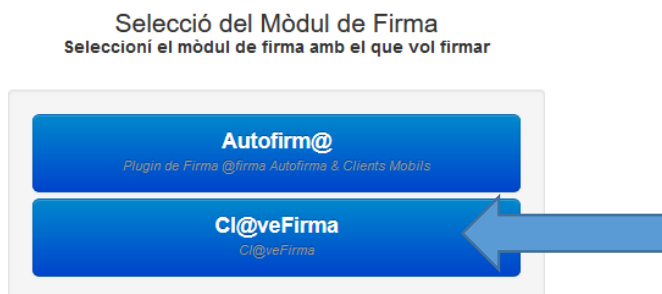 Selecció del Mòdul de Firma
Seleccioní el mòdul de firma amb el que vol firmar
Autofirm@
Plugin de Firma @firma Autofirma & Clients Mobils
Cl@veFirma
Cl@veFirma